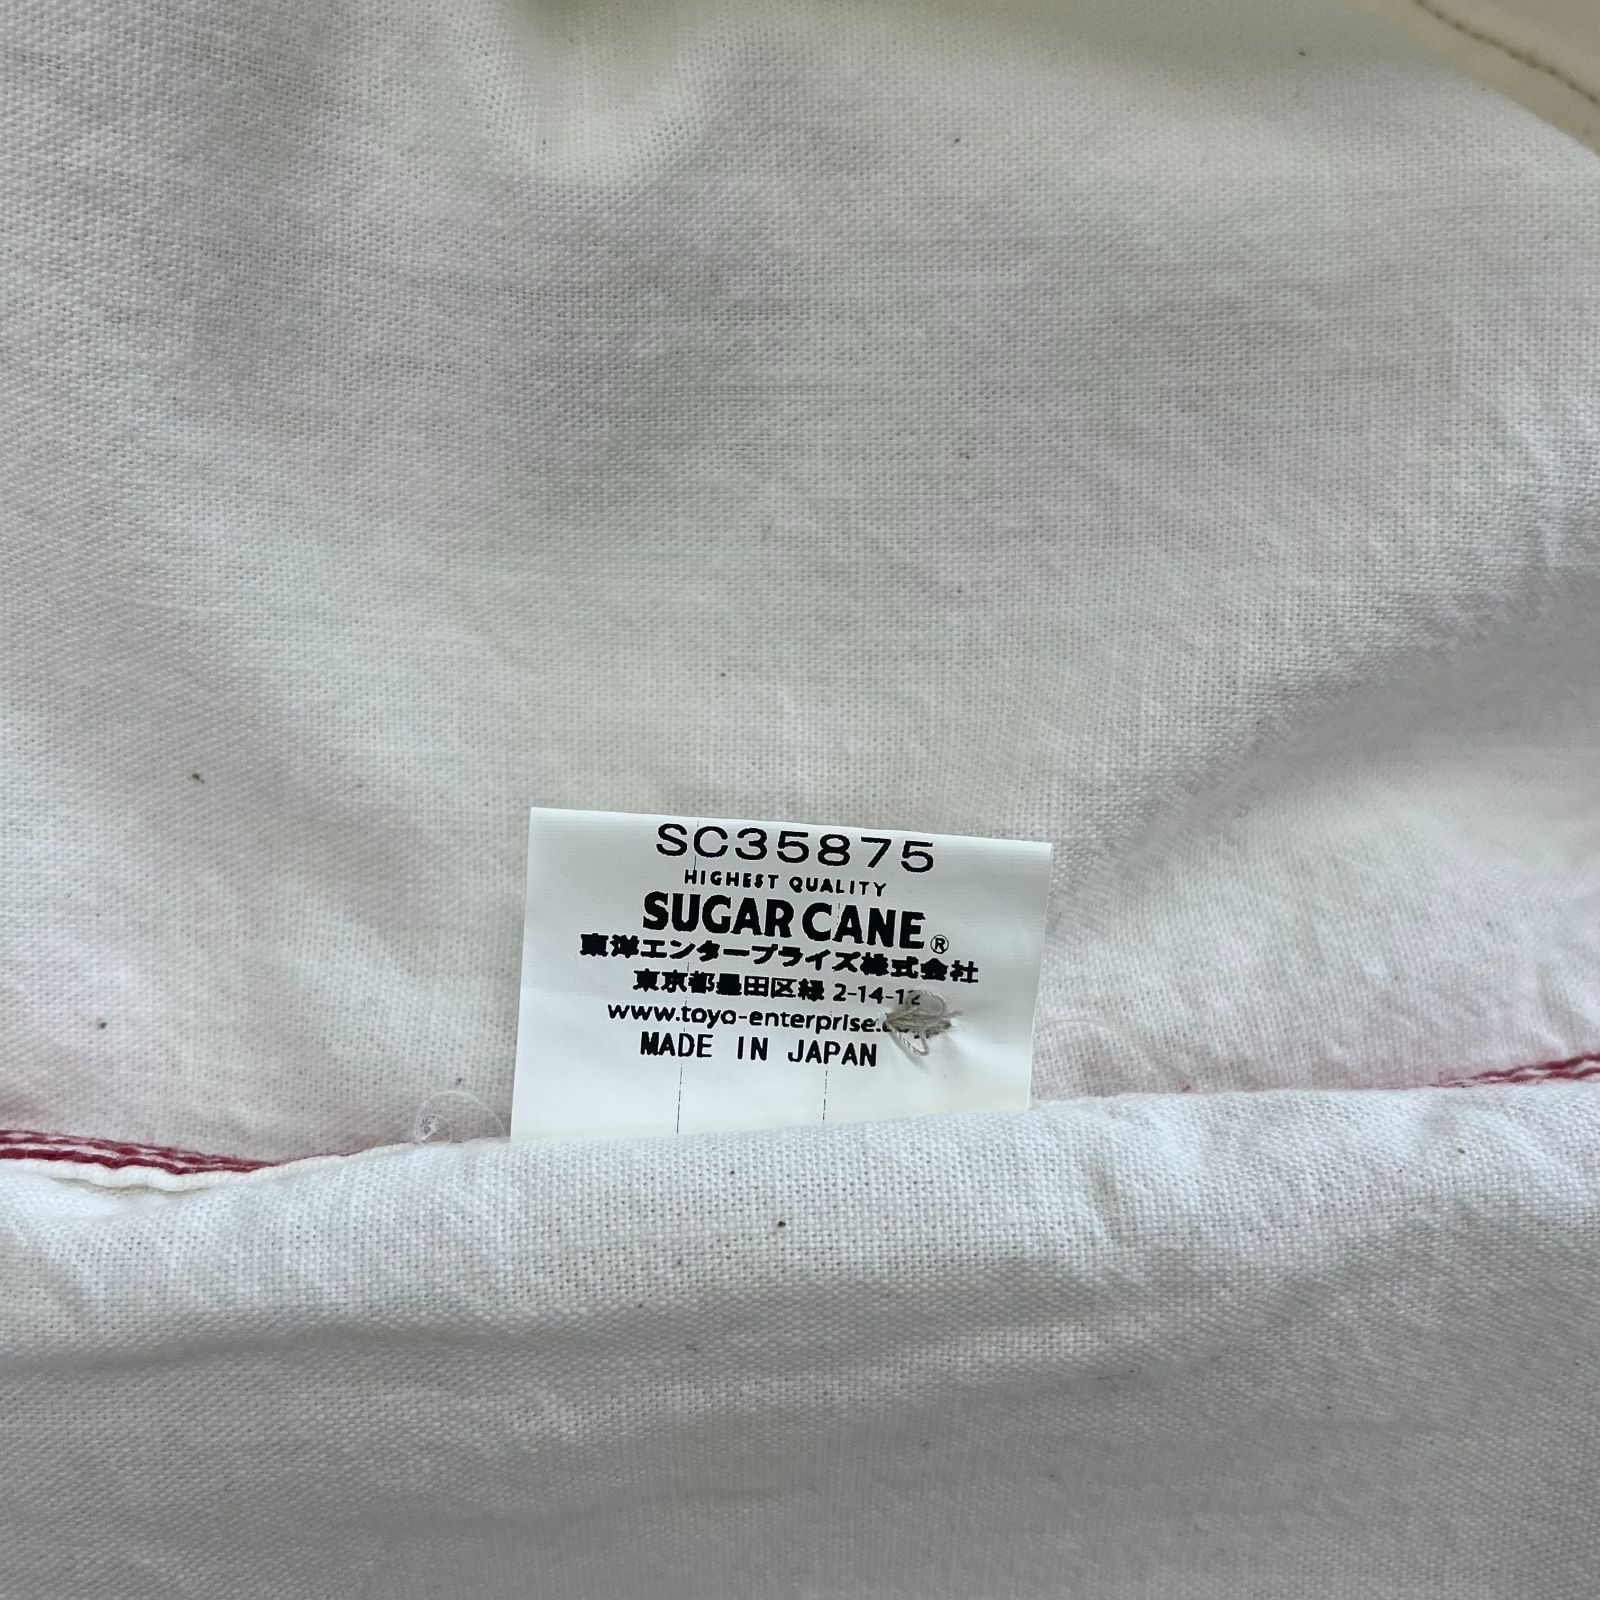 SC35875
HIGHEST QUALITY
SUGAR CANE®
東洋エンタープライズ株式会社
東京都墨田区緑 2-14-12
www.toyo-enterprise.
MADE IN JAPAN